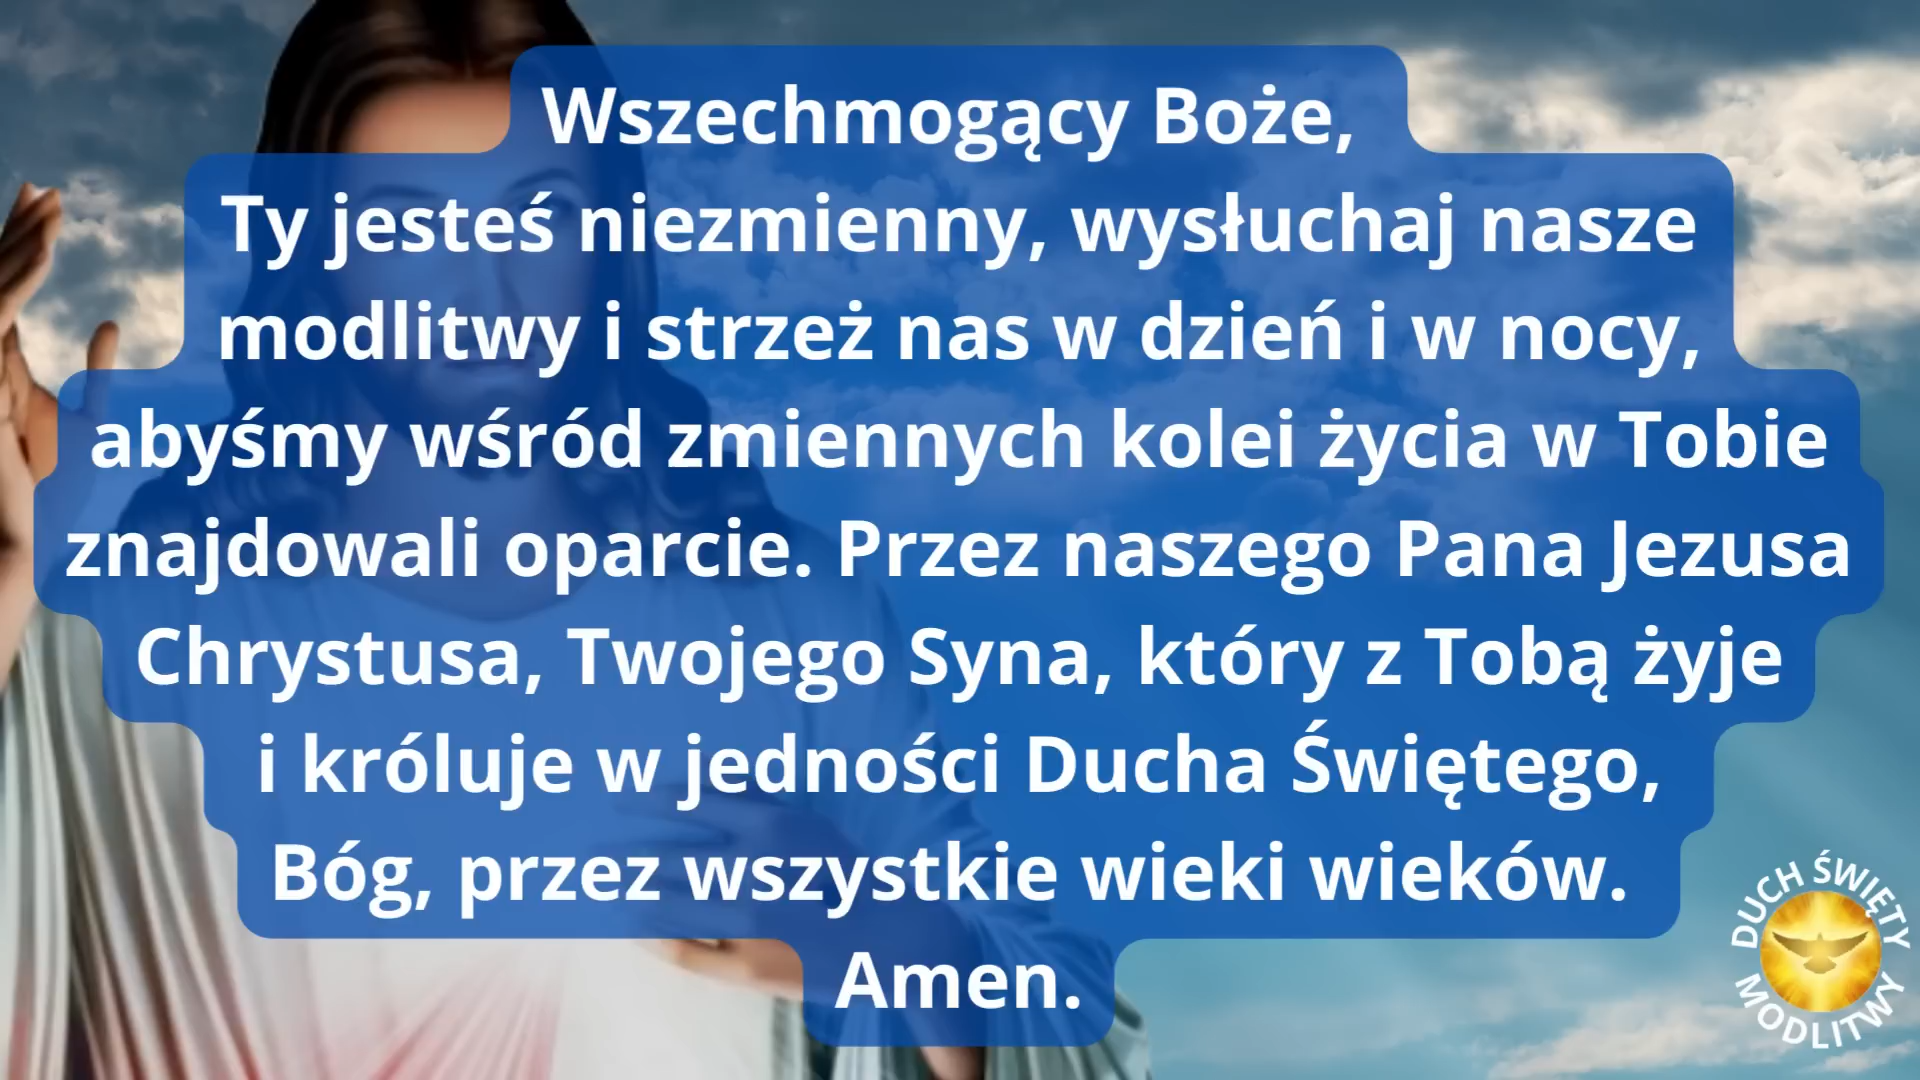 Wszechmogący Boże,
Ty jesteś niezmienny, wysłuchaj nasze
modlitwy i strzeż nas w dzień i w nocy,
abyśmy wśród zmiennych kolei życia w Tobie
znajdowali oparcie. Przez naszego Pana Jezusa
Chrystusa, Twojego Syna, który z Tobą żyje
i króluje w jedności Ducha Świętego,
Bóg, przez wszystkie wieki wieków.
Amen.
DUCH ŚWIĘTY
MODLITWY